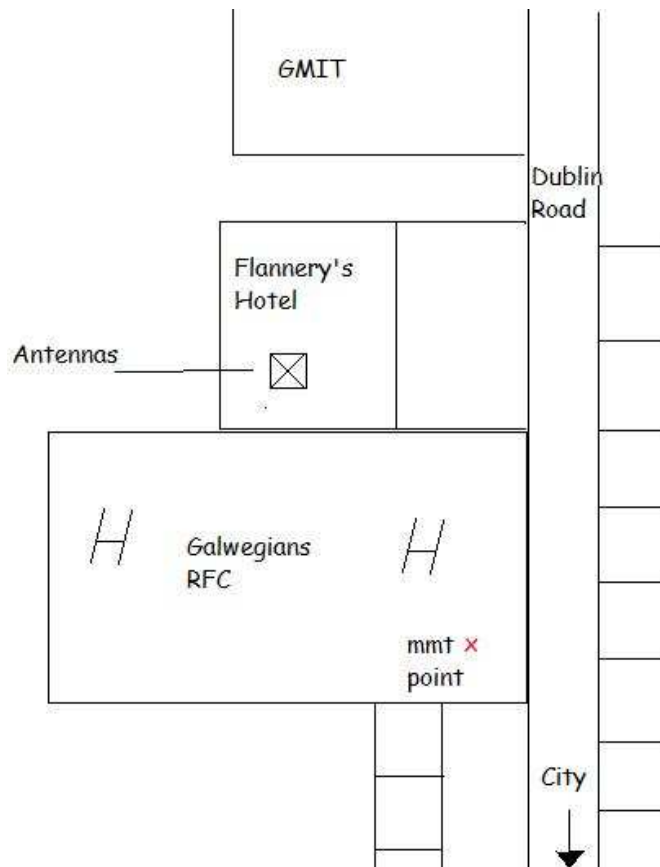 GMIT
Dublin
Road
Flannery's
Hotel
Antennas
Galwegians
RFC
mmt x
point
City